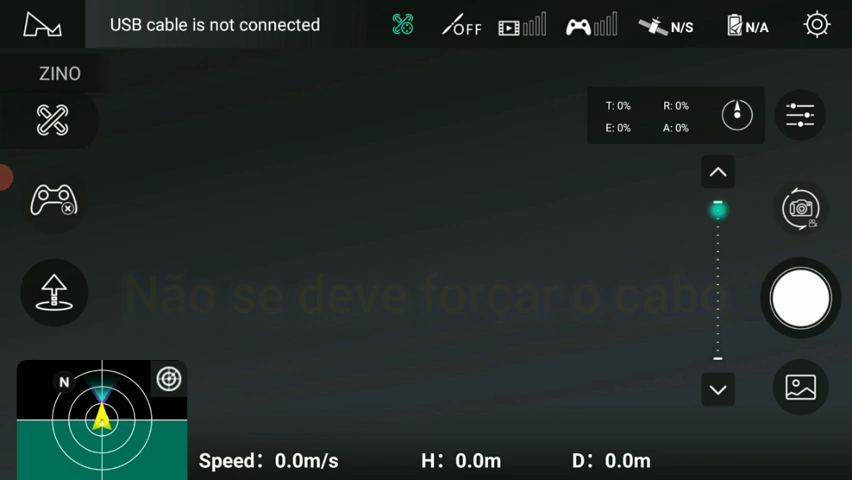 USB cable is not connected
OFF
N/S
N/A
ZINO
T: 0%
R: 0%
E: 0%
A: 0%
Não se deve forçar o cabo
N
Speed: 0.0m/s
H: 0.0m
D: 0.0m